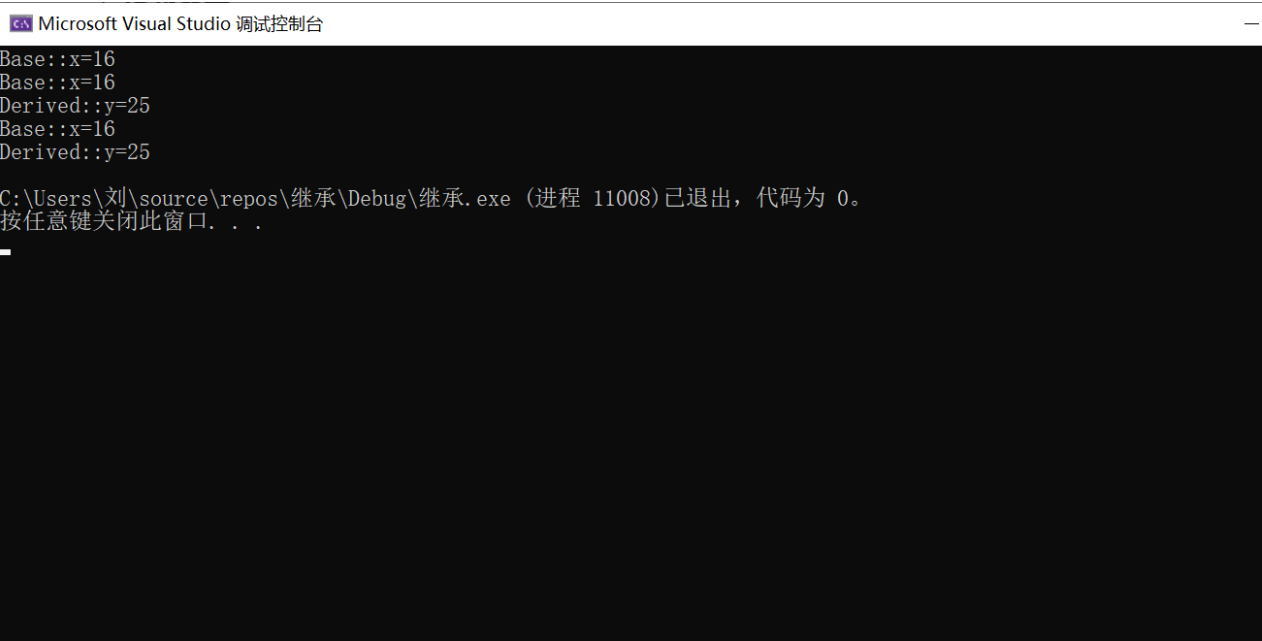 Microsoft Visual Studio 调试控制台
Base::x=16
Base::x=16
Derived::y=25
Base::x=16
Derived::y=25
C:\Users\刘\source\repos\继承\Debug\继承.exe (进程 11008)已退出，代码为 0。
按任意键关闭此窗口. . .